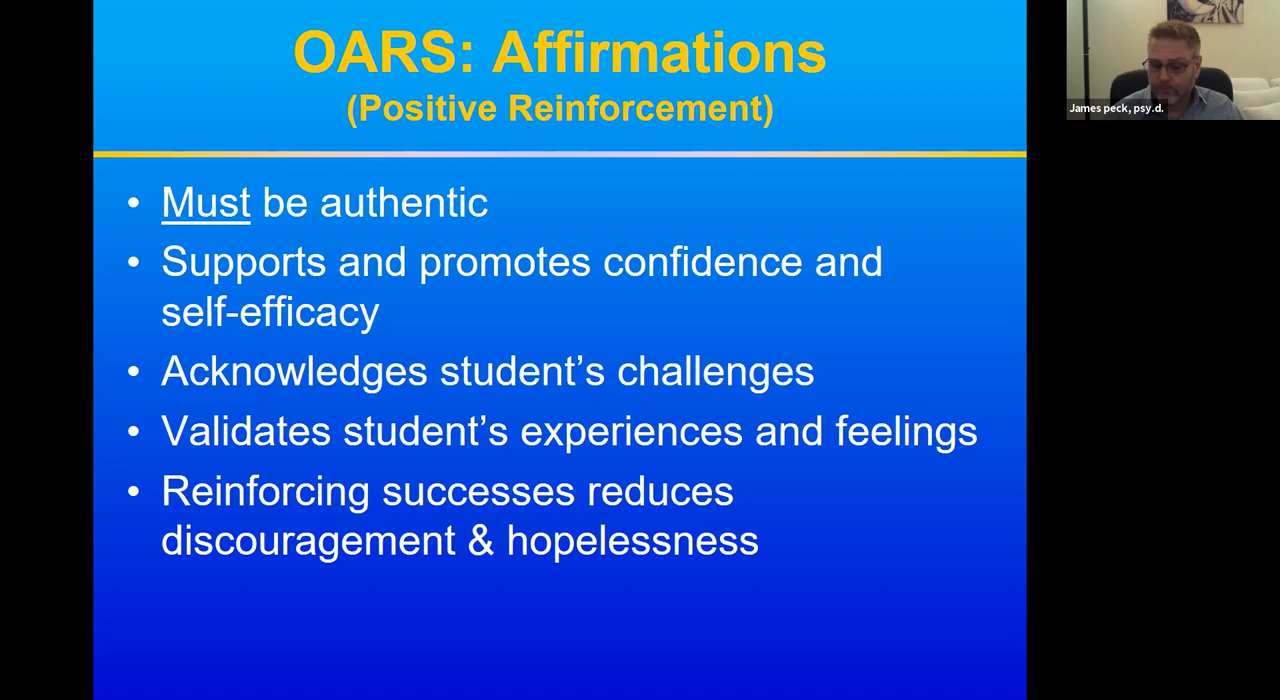 OARS: Affirmations
(Positive Reinforcement)
• Must be authentic
• Supports and promotes confidence and
self-efficacy
• Acknowledges student’s challenges
• Validates student’s experiences and feelings
• Reinforcing successes reduces
discouragement & hopelessness
James peck, psy.d.